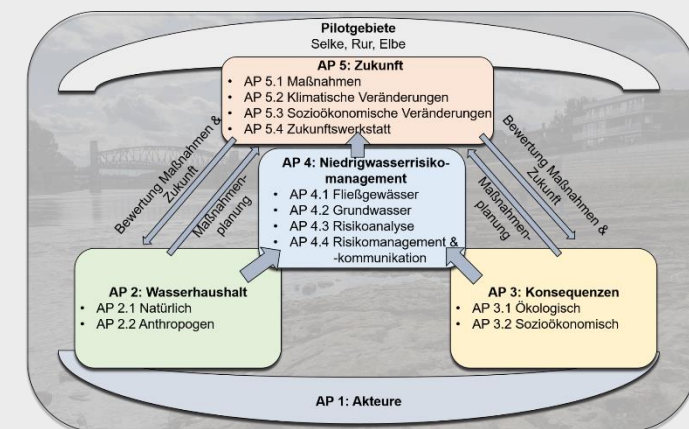 Pilotgebiete
Selke, Rur, Elbe
AP 5: Zukunft
• AP 5.1 Maßnahmen
• AP 5.2 Klimatische Veränderungen
• AP 5.3 Sozioökonomische Veränderungen
• AP 5.4 Zukunftswerkstatt
Bewertung Maßnahmen &
Zukunft
Maßnahmen-
planung
AP 4: Niedrigwasserrisiko-
management
• AP 4.1 Fließgewässer
• AP 4.2 Grundwasser
• AP 4.3 Risikoanalyse
• AP 4.4 Risikomanagement &
-kommunikation
Bewertung Maßnahmen &
Zukunft
Maßnahmen-
planung
AP 2: Wasserhaushalt
• AP 2.1 Natürlich
• AP 2.2 Anthropogen
AP 3: Konsequenzen
• AP 3.1 Ökologisch
• AP 3.2 Sozioökonomisch
AP 1: Akteure